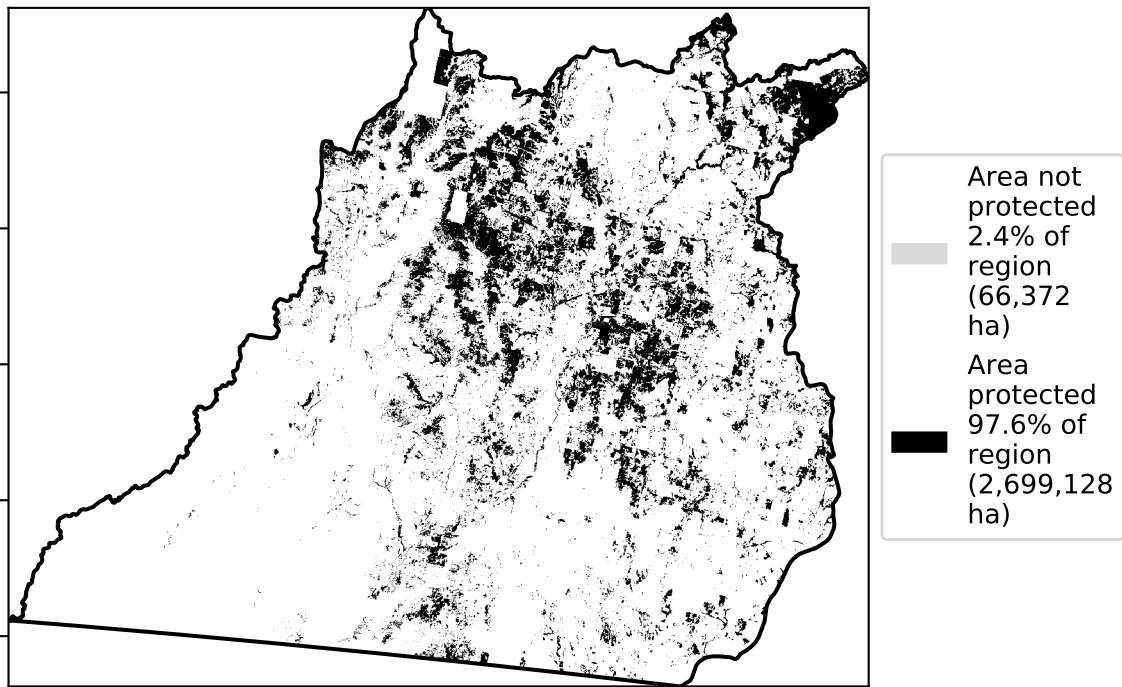 Area not
protected
2.4% of
region
(66,372
ha)
Area
protected
97.6% of
region
(2,699,128
ha)